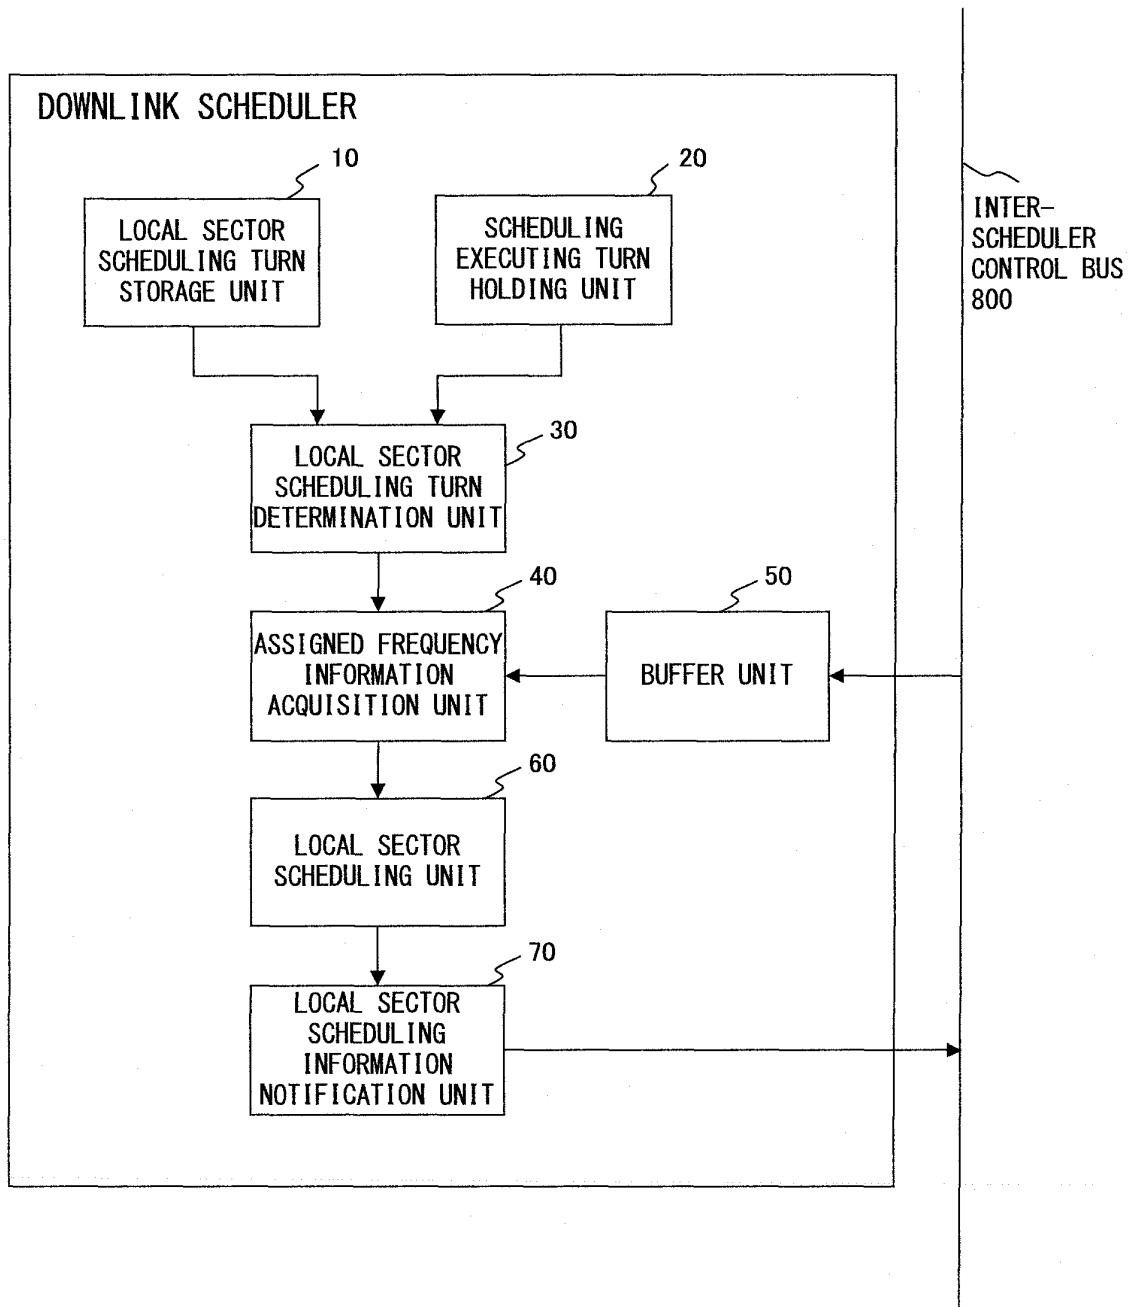 DOWNLINK SCHEDULER
10
20
LOCAL SECTOR
SCHEDULING TURN
STORAGE UNIT
SCHEDULING
EXECUTING TURN
HOLDING UNIT
INTER-
SCHEDULER
CONTROL BUS
800
30
LOCAL SECTOR
SCHEDULING TURN
DETERMINATION UNIT
40
50
ASSIGNED FREQUENCY
INFORMATION
ACQUISITION UNIT
BUFFER UNIT
60
LOCAL SECTOR
SCHEDULING UNIT
70
LOCAL SECTOR
SCHEDULING
INFORMATION
NOTIFICATION UNIT